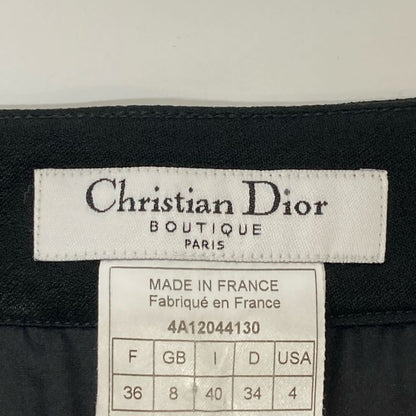 Christian Dior
BOUTIQUE
PARIS
MADE IN FRANCE
Fabriqué en France
4A12044130
F GB I D USA
36 8 40 34 4